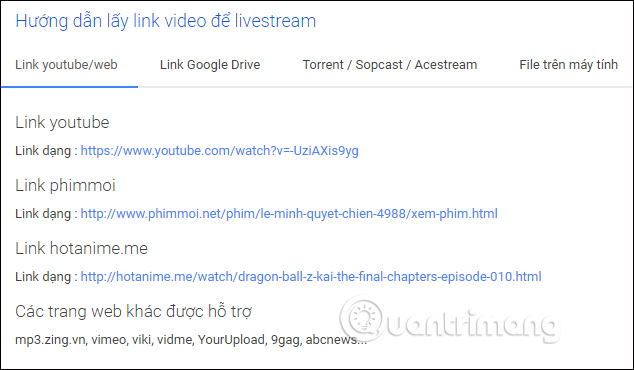 Hướng dẫn lấy link video để livestream
Link youtube/web Link Google Drive Torrent / Sopcast / Acestream File trên máy tính
Link youtube
Link dạng : https://www.youtube.com/watch?v=-UziAXis9yg
Link phimmoi
Link dạng : http://www.phimmoi.net/phim/le-minh-quyet-chien-4988/xem-phim.html
Link hotanime.me
Link dạng : http://hotanime.me/watch/dragon-ball-z-kai-the-final-chapters-episode-010.html
Các trang web khác được hỗ trợ
mp3.zing.vn, vimeo, viki, vidme, YourUpload, 9gag, abcnews...
Quantrimang